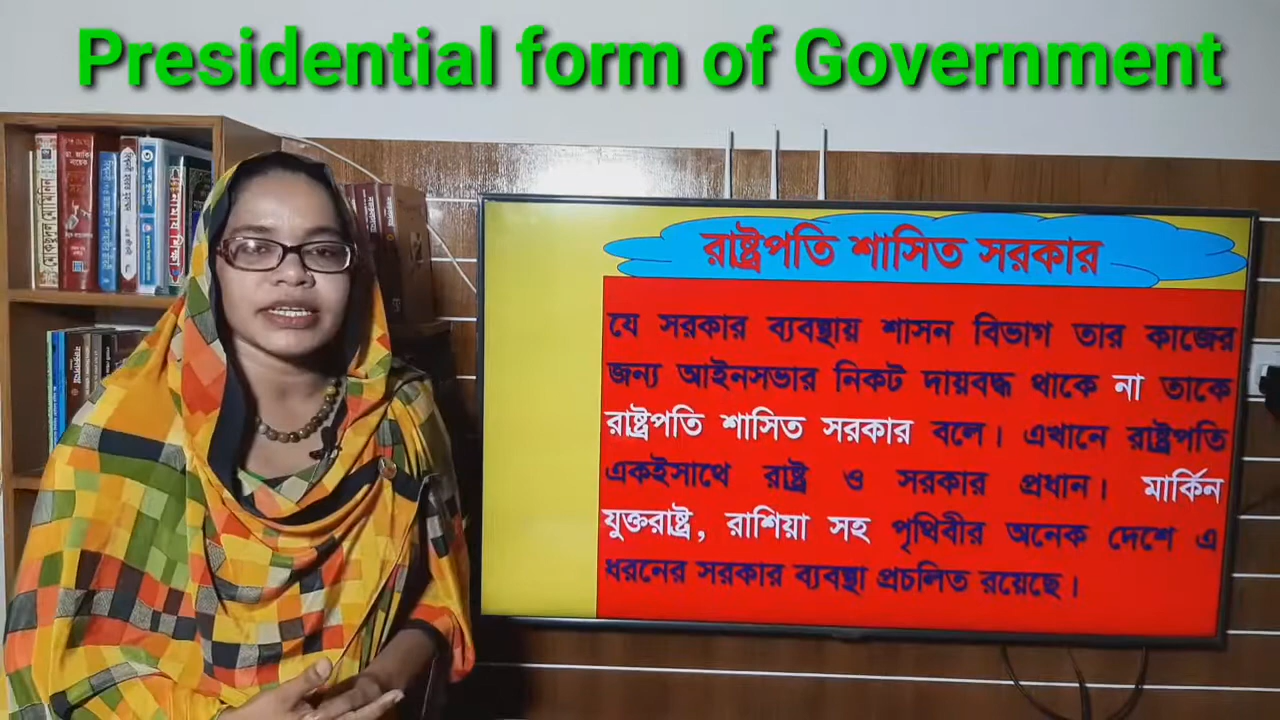 Presidential form of Government
রাষ্ট্রপতি শাসিত সরকার
যে সরকার ব্যবস্থায় শাসন বিভাগ তার কাজের
জন্য আইনসভার নিকট দায়বদ্ধ থাকে না তাকে
রাষ্ট্রপতি শাসিত সরকার বলে। এখানে রাষ্ট্রপতি
একইসাথে রাষ্ট্র ও সরকার প্রধান। মার্কিন
যুক্তরাষ্ট্র, রাশিয়া সহ পৃথিবীর অনেক দেশে এ
ধরনের সরকার ব্যবস্থা প্রচলিত রয়েছে।